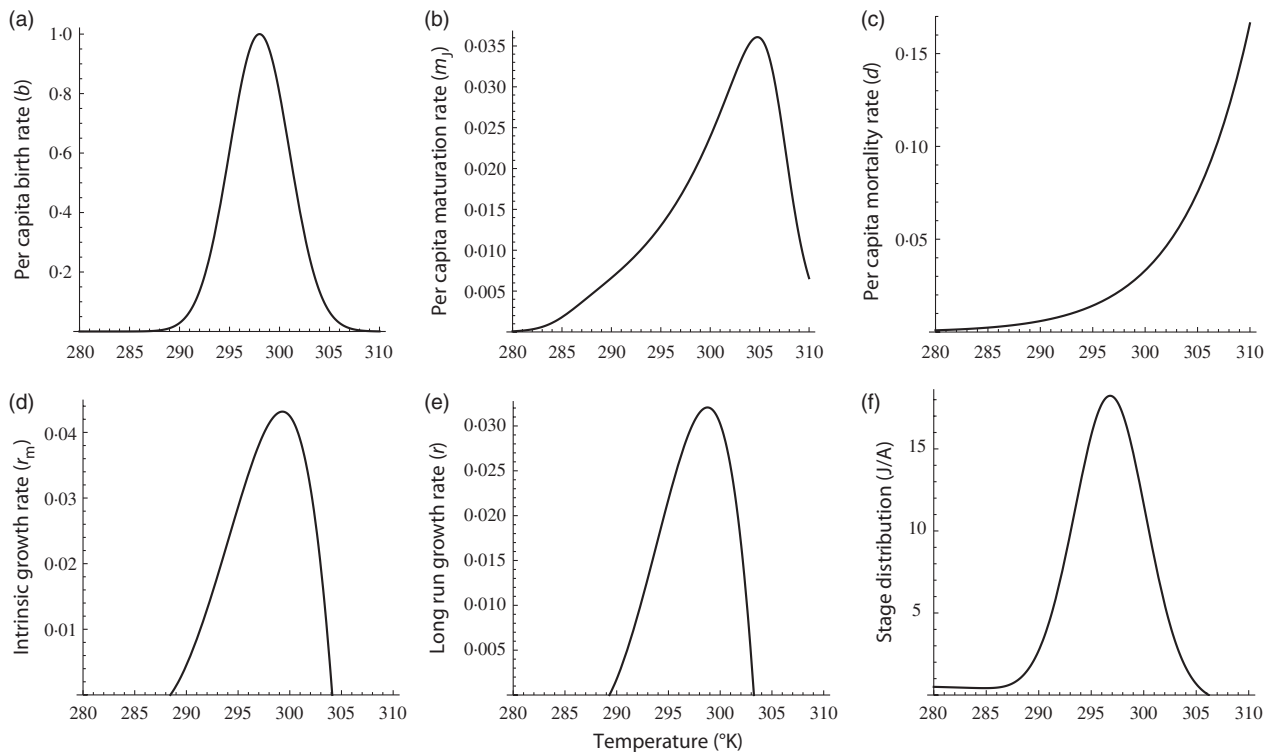 (a)
Per capita birth rate (b)
1·0
0·8
0·6
0·4
0·2
280 285 290 295 300 305 310
(b)
Per capita maturation rate (mJ)
0·035
0·030
0·025
0·020
0·015
0·010
0·005
0·000
280 285 290 295 300 305 310
(c)
Per capita mortality rate (d)
0·15
0·10
0·05
280 285 290 295 300 305 310
(d)
Intrinsic growth rate (rm)
0·04
0·03
0·02
0·01
280 285 290 295 300 305 310
(e)
Long run growth rate (r)
0·030
0·025
0·020
0·015
0·010
0·005
0·000
280 285 290 295 300 305 310
Temperature (°K)
(f)
Stage distribution (J/A)
15
10
5
280 285 290 295 300 305 310